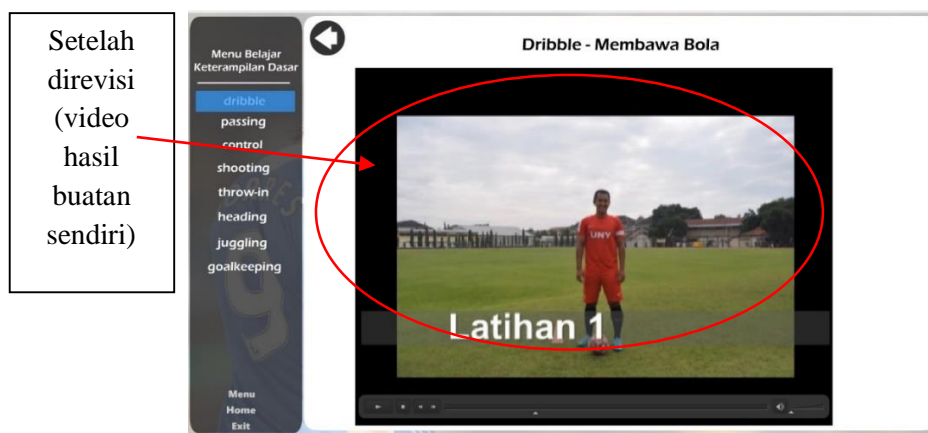 Setelah
direvisi
(video
hasil
buatan
sendiri)
Menu Belajar
Keterampilan Dasar
dribble
passing
control
shooting
throw-in
heading
juggling
goalkeeping
Menu
Home
Exit
Dribble - Membawa Bola
UNY
Latihan 1